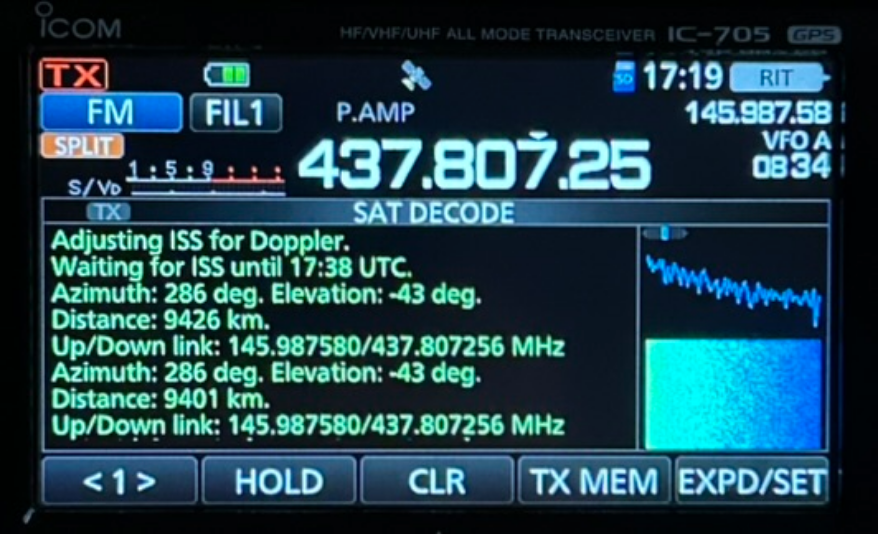 ICOM
HF/VHF/UHF ALL MODE TRANSCEIVER IC-705 GPS
TX 17:19 RIT
FM FIL1 P.AMP 145.987.58
SPLIT 437.807.25 VFO A
0834
1 : 5 : 9
S/VD
TX SAT DECODE
Adjusting ISS for Doppler.
Waiting for ISS until 17:38 UTC.
Azimuth: 286 deg. Elevation: -43 deg.
Distance: 9426 km.
Up/Down link: 145.987580/437.807256 MHz
Azimuth: 286 deg. Elevation: -43 deg.
Distance: 9401 km.
Up/Down link: 145.987580/437.807256 MHz
< 1 > HOLD CLR TX MEM EXPD/SET